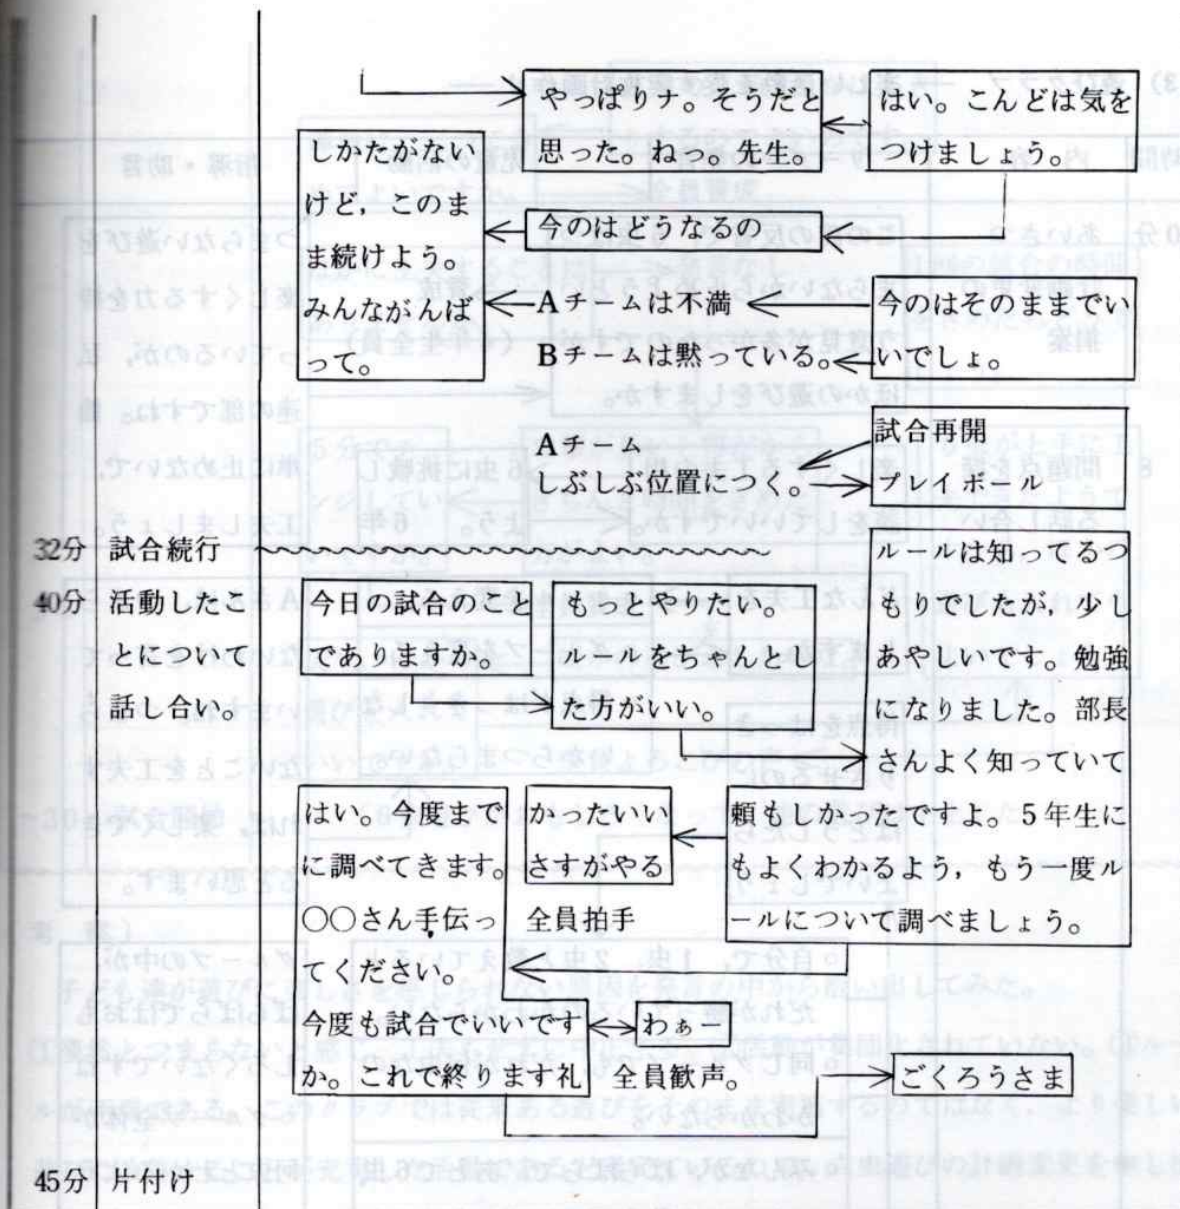 やっぱりナ。そうだと
思った。ねっ。先生。
はい。こんどは気を
つけましょう。
しかたがない
けど，このま
ま続けよう。
みんながんば
って。
今のはどうなるの
Aチームは不満
Bチームは黙っている。
今のはそのままでい
いでしょ。
Aチーム
しぶしぶ位置につく。
試合再開
プレイボール
32分 試合続行
40分 活動したこ
とについて
話し合い。
今日の試合のこと
でありますか。
もっとやりたい。
ルールをちゃんとし
た方がいい。
ルールは知ってるつ
もりでしたが，少し
あやしいです。勉強
になりました。部長
さんよく知っていて
頼もしかったですよ。5年生に
もよくわかるよう，もう一度ル
ールについて調べましょう。
かったいい
さすがやる
全員拍手
はい。今度まで
に調べてきます。
○○さん手伝っ
てください。
今度も試合でいいです
か。これで終ります礼
わぁー
全員歓声。
ごくろうさま
45分 片付け